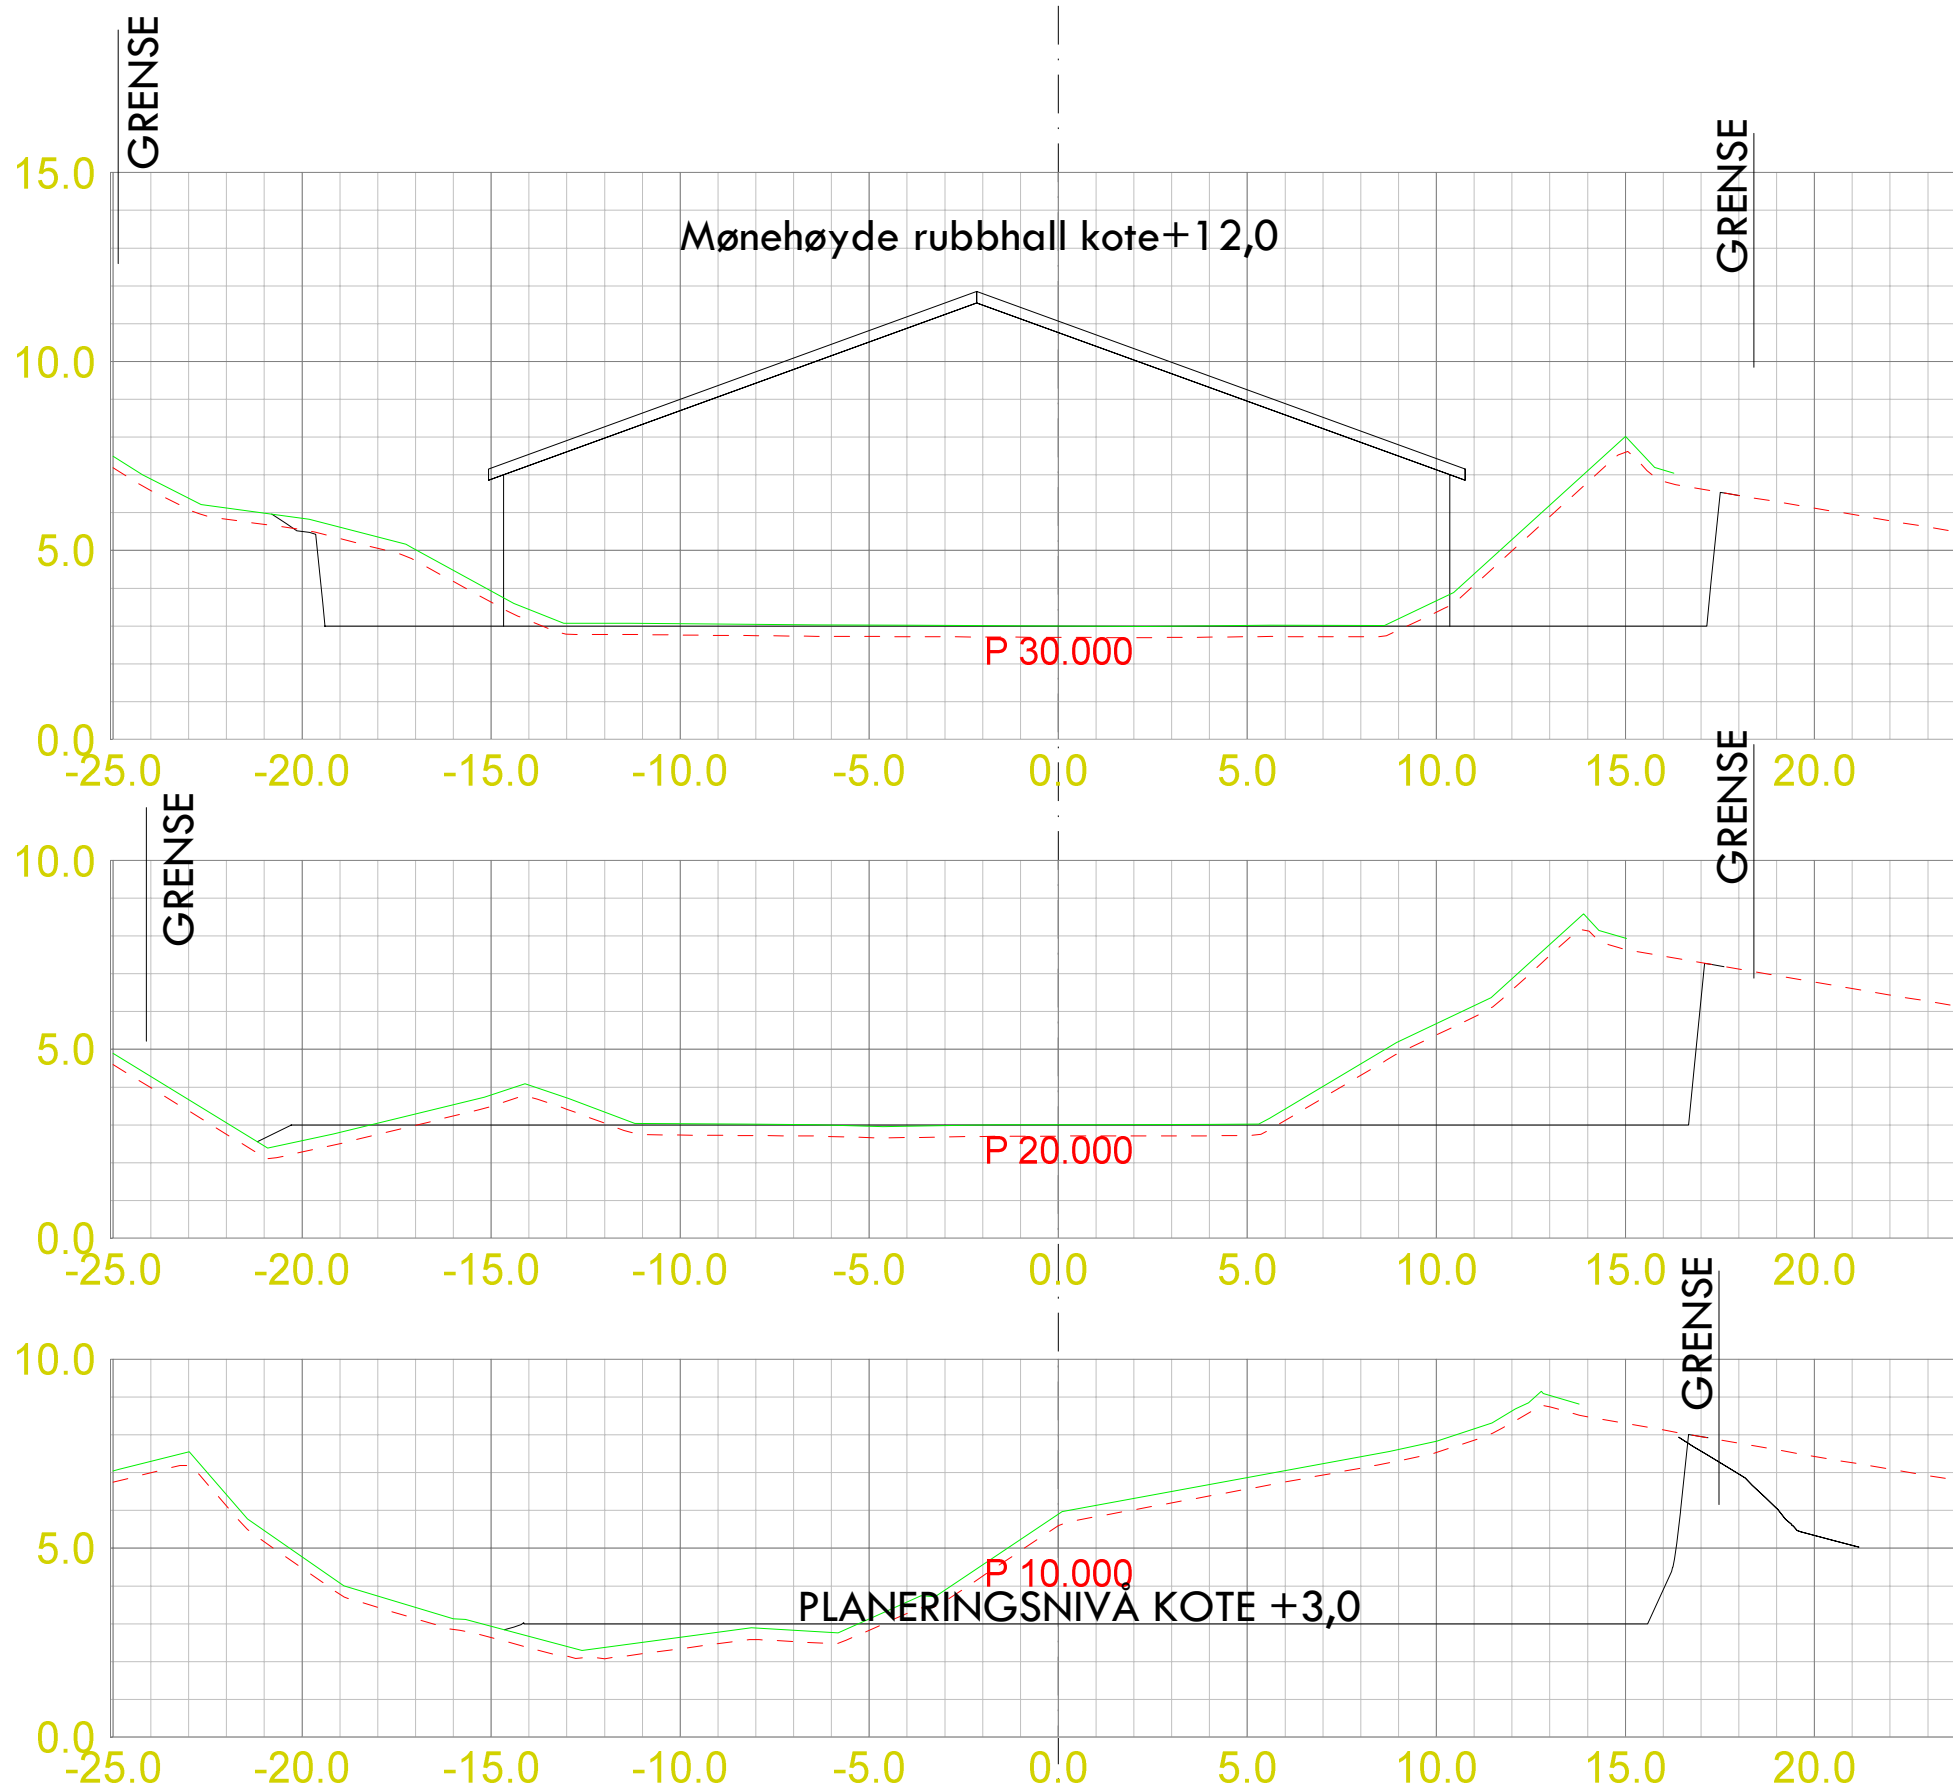 GRENSE
GRENSE
15.0
Mønehøyde rubbhall kote+12,0
10.0
5.0
P 30.000
0.0
-25.0 -20.0 -15.0 -10.0 -5.0 0.0 5.0 10.0 15.0 20.0
GRENSE
GRENSE
10.0
5.0
P 20.000
0.0
-25.0 -20.0 -15.0 -10.0 -5.0 0.0 5.0 10.0 15.0 20.0
GRENSE
10.0
5.0
P 10.000
PLANERINGSNIVÅ KOTE +3,0
0.0
-25.0 -20.0 -15.0 -10.0 -5.0 0.0 5.0 10.0 15.0 20.0